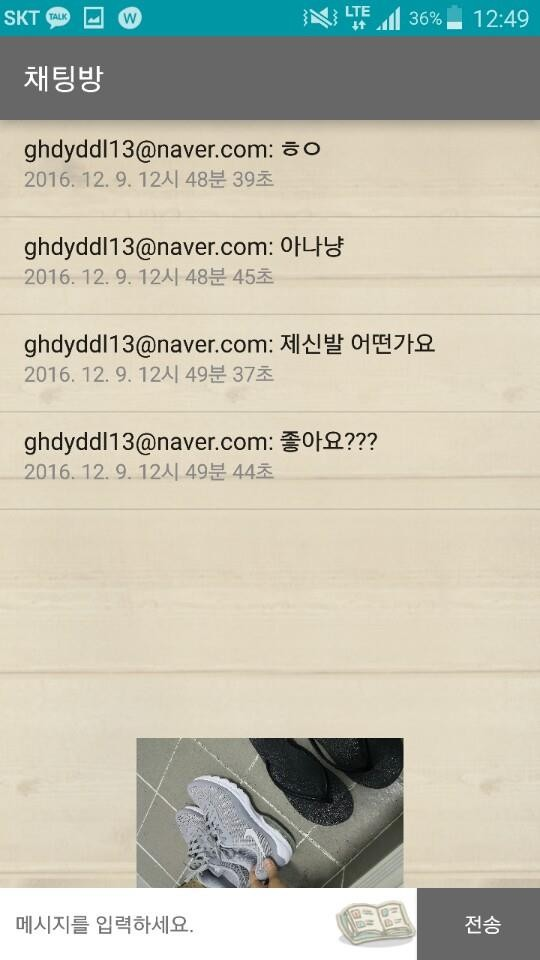 SKT TALK W LTE 36% 12:49
채팅방
ghdyddl13@naver.com: ㅎㅇ
2016. 12. 9. 12시 48분 39초
ghdyddl13@naver.com: 아나냥
2016. 12. 9. 12시 48분 45초
ghdyddl13@naver.com: 제신발 어떤가요
2016. 12. 9. 12시 49분 37초
ghdyddl13@naver.com: 좋아요???
2016. 12. 9. 12시 49분 44초
메시지를 입력하세요.
전송